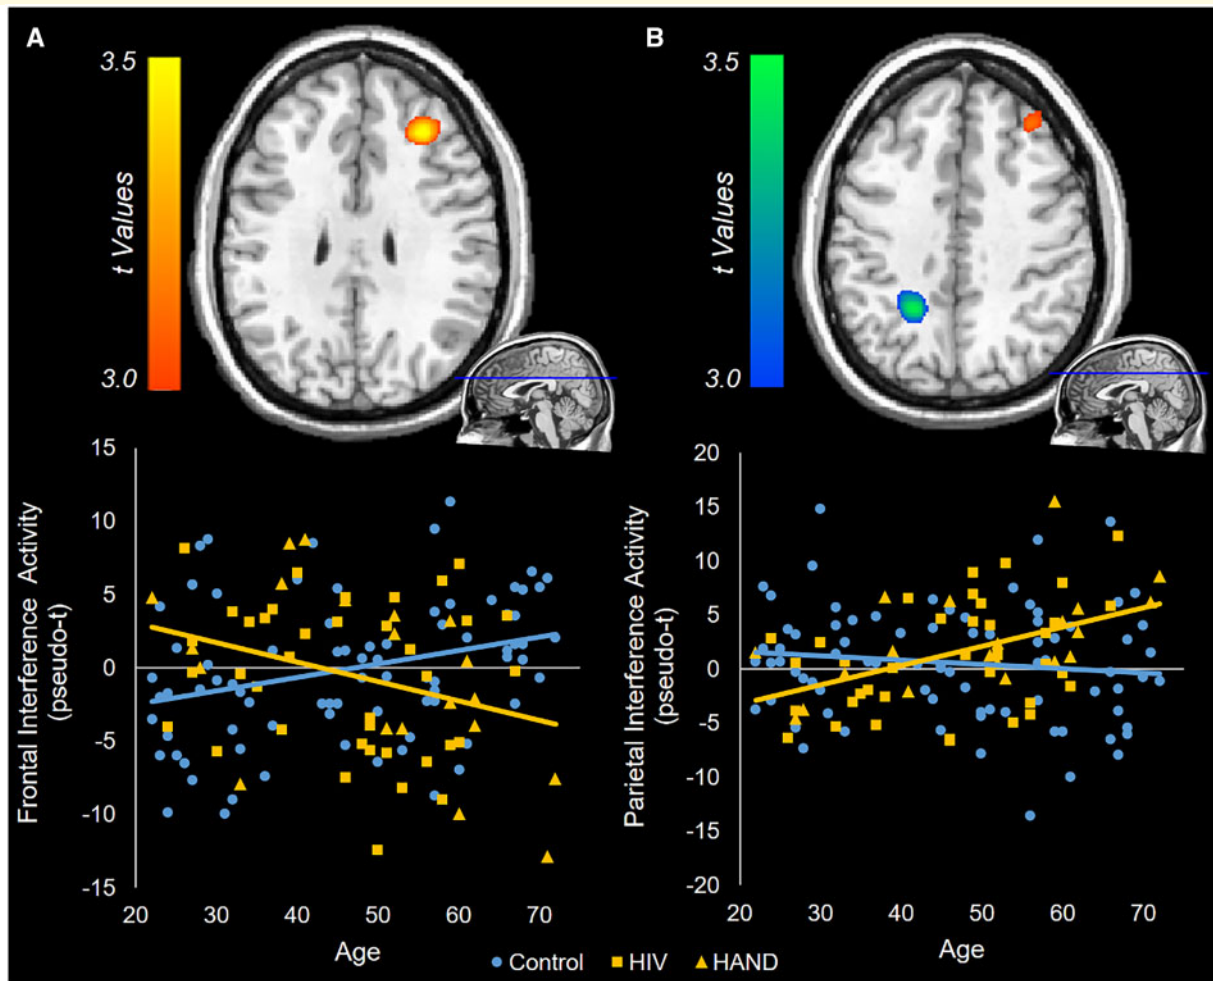 A
3.5
t Values
3.0
B
3.5
t Values
3.0
15
10
5
0
-5
-10
-15
Frontal Interference Activity
(pseudo-t)
20 30 40 50 60 70
Age
20
15
10
5
0
-5
-10
-15
-20
Parietal Interference Activity
(pseudo-t)
20 30 40 50 60 70
Age
Control HIV HAND